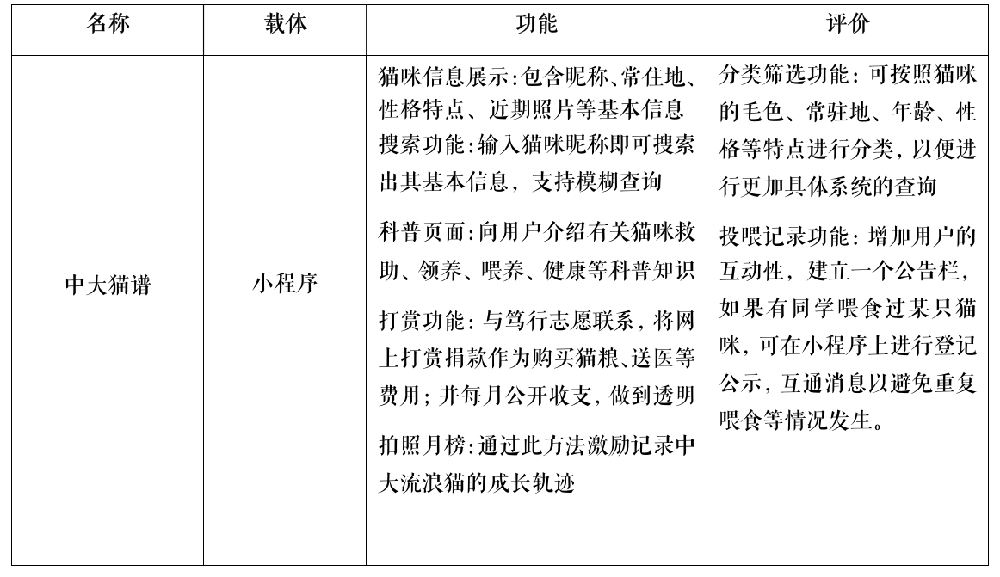 名称
载体
功能
评价
中大猫谱
小程序
猫咪信息展示：包含昵称、常住地、
性格特点、近期照片等基本信息
搜索功能：输入猫咪昵称即可搜索
出其基本信息，支持模糊查询
科普页面：向用户介绍有关猫咪救
助、领养、喂养、健康等科普知识
打赏功能：与笃行志愿联系，将网
上打赏捐款作为购买猫粮、送医等
费用；并每月公开收支，做到透明
拍照月榜：通过此方法激励记录中
大流浪猫的成长轨迹
分类筛选功能：可按照猫咪
的毛色、常驻地、年龄、性
格等特点进行分类，以便进
行更加具体系统的查询
投喂记录功能：增加用户的
互动性，建立一个公告栏，
如果有同学喂食过某只猫
咪，可在小程序上进行登记
公示，互通消息以避免重复
喂食等情况发生。